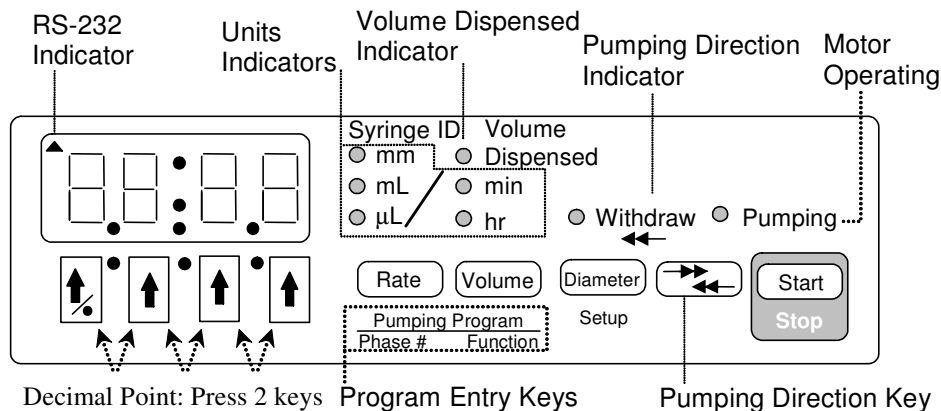 RS-232
Indicator
Units
Indicators
Volume Dispensed
Indicator
Pumping Direction
Indicator
Motor
Operating
Syringe ID
Volume
Dispensed
mm
mL
μL
min
hr
Withdraw
Pumping
Rate
Volume
Diameter
Setup
Start
Stop
Pumping Program
Phase # Function
Decimal Point: Press 2 keys
Program Entry Keys
Pumping Direction Key